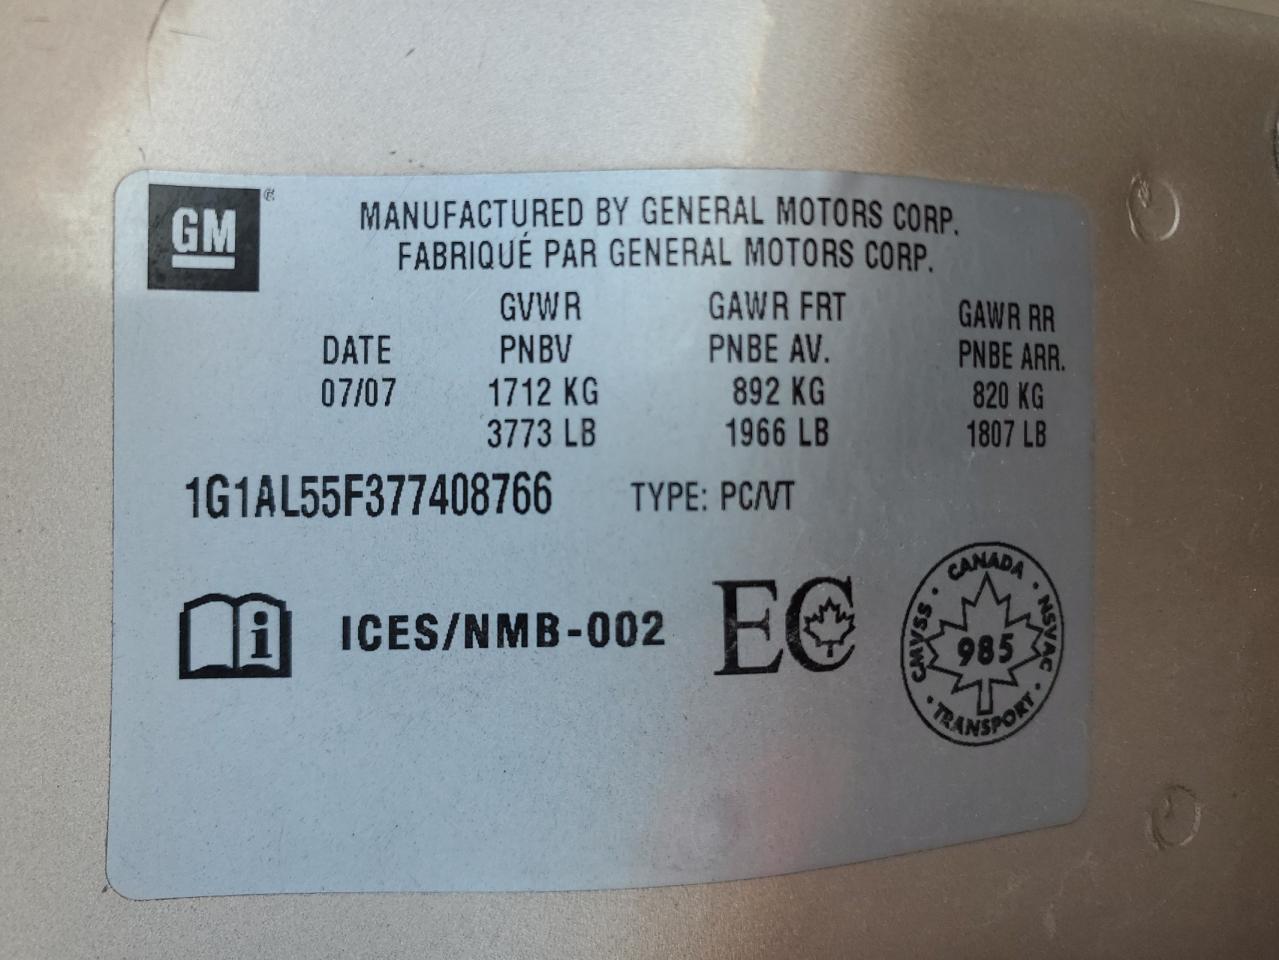 GM
MANUFACTURED BY GENERAL MOTORS CORP.
FABRIQUÉ PAR GENERAL MOTORS CORP.
GVWR GAWR FRT GAWR RR
DATE PNBV PNBE AV. PNBE ARR.
07/07 1712 KG 892 KG 820 KG
3773 LB 1966 LB 1807 LB
1G1AL55F377408766 TYPE: PC/VT
i ICES/NMB-002 EC
CANADA · NSVAC · TRANSPORT · CMVSS ·
985